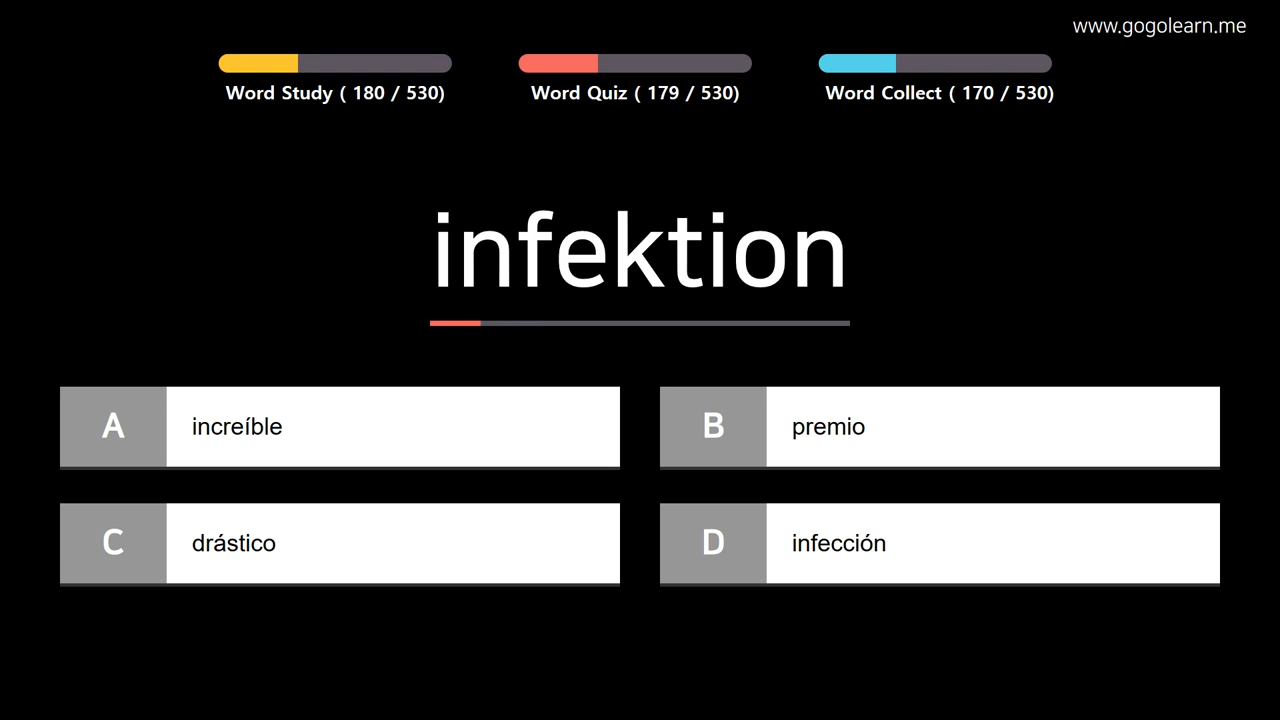 www.gogolearn.me
Word Study ( 180 / 530)
Word Quiz ( 179 / 530)
Word Collect ( 170 / 530)
infektion
A increíble
B premio
C drástico
D infección